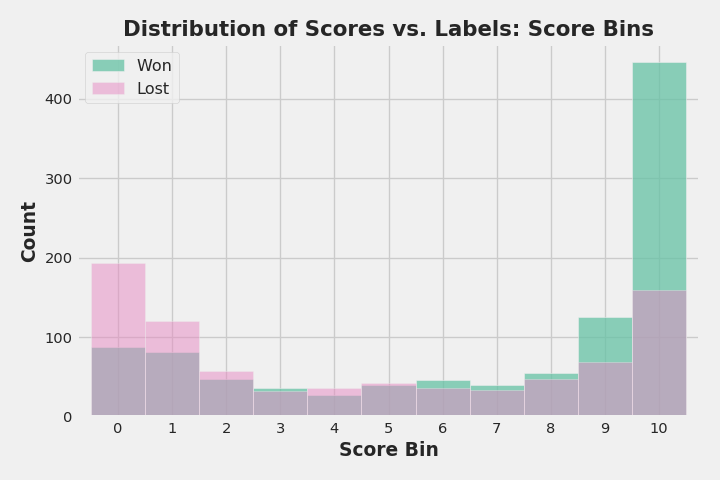 Distribution of Scores vs. Labels: Score Bins
Won
Lost
400
300
200
100
0
Count
0 1 2 3 4 5 6 7 8 9 10
Score Bin